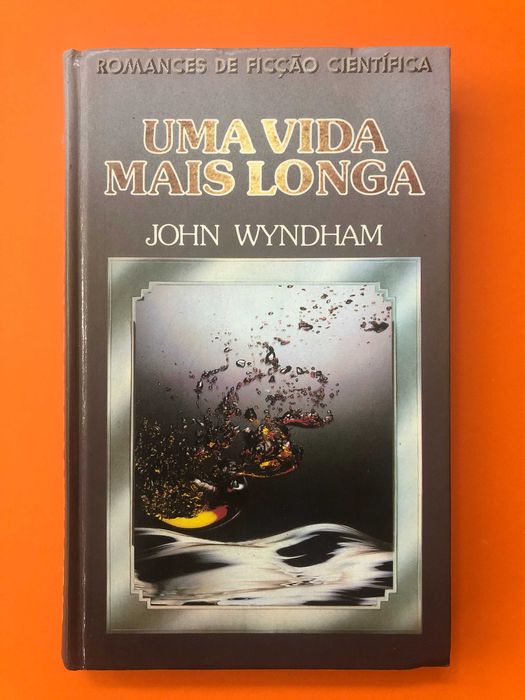 ROMANCES DE FICÇÃO CIENTÍFICA
UMA VIDA
MAIS LONGA
JOHN WYNDHAM